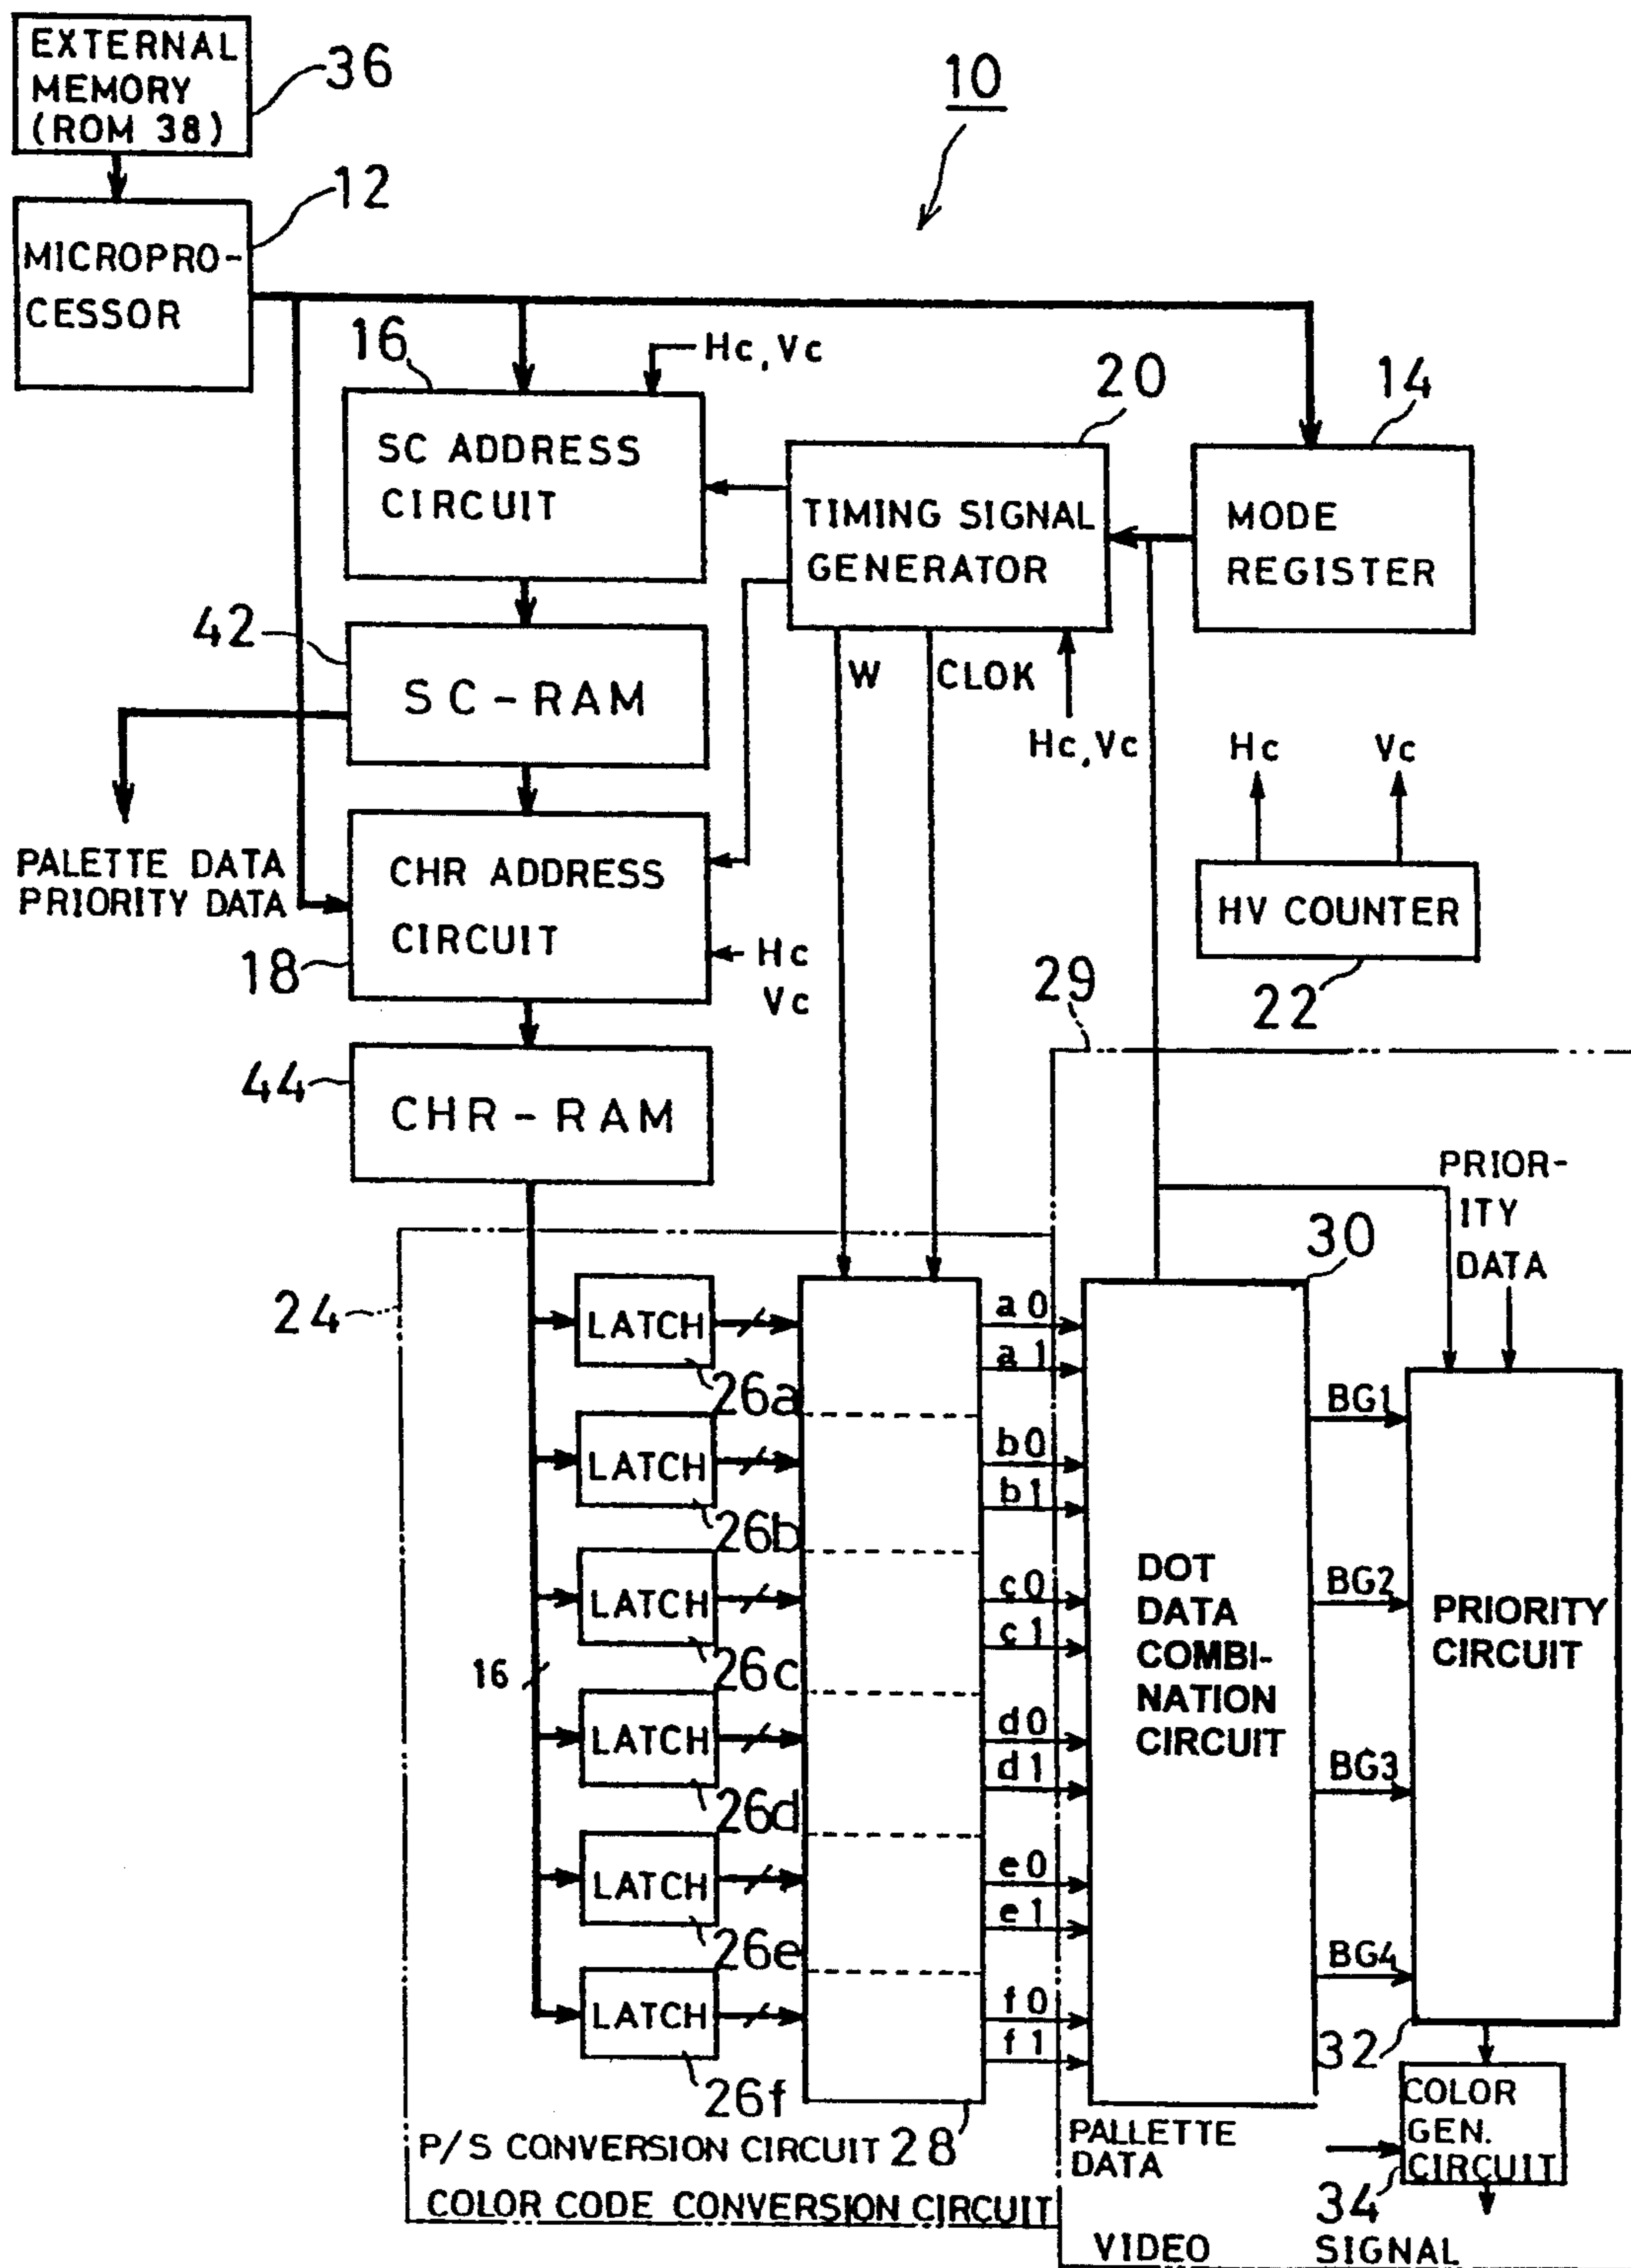 EXTERNAL
MEMORY
(ROM 38)
36
10
12
MICROPRO-
CESSOR
16
Hc, Vc
20
14
SC ADDRESS
CIRCUIT
TIMING SIGNAL
GENERATOR
MODE
REGISTER
42
SC-RAM
W
CLOK
Hc, Vc
Hc
Vc
PALETTE DATA
PRIORITY DATA
CHR ADDRESS
CIRCUIT
18
Hc
Vc
HV COUNTER
22
29
44
CHR-RAM
PRIOR-
ITY
DATA
24
30
LATCH
26a
a0
a1
BG1
LATCH
26b
b0
b1
LATCH
26c
c0
c1
BG2
16
LATCH
26d
d0
d1
BG3
LATCH
26e
e0
e1
BG4
LATCH
26f
f0
f1
DOT
DATA
COMBI-
NATION
CIRCUIT
PRIORITY
CIRCUIT
32
P/S CONVERSION CIRCUIT 28
COLOR CODE CONVERSION CIRCUIT
PALLETTE
DATA
COLOR
GEN.
CIRCUIT
34
VIDEO SIGNAL